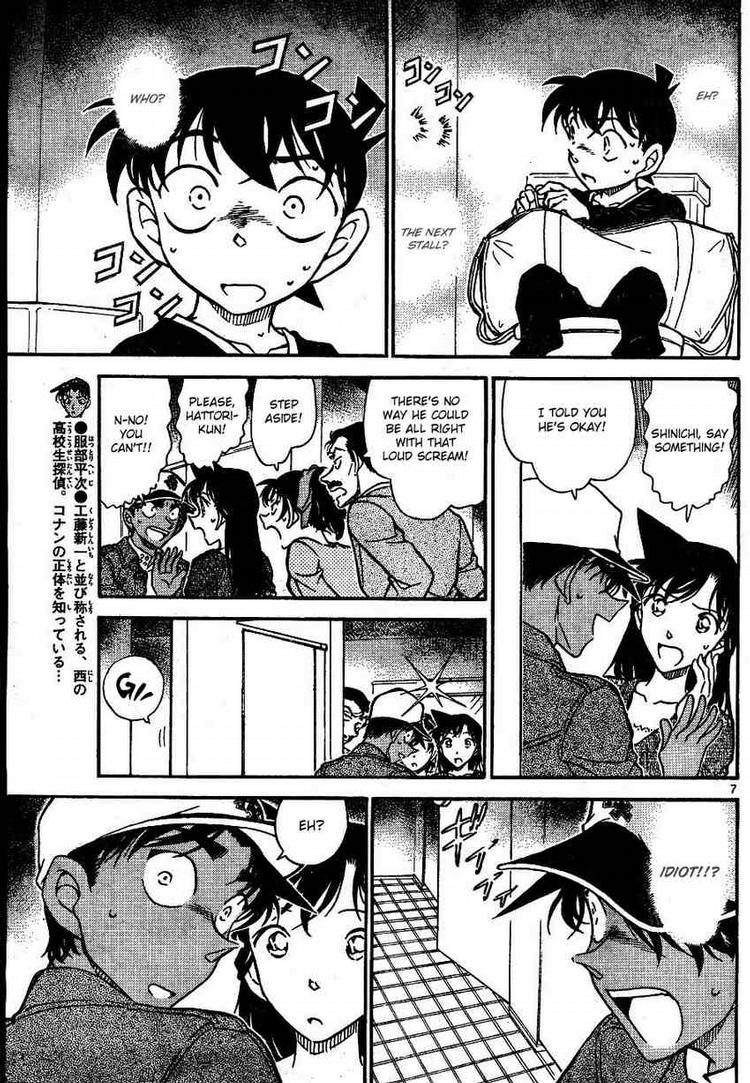 EH?
コンコン
THE NEXT
STALL?
コンコン
WHO?
コンコン
SHINICHI, SAY
SOMETHING!
I TOLD YOU
HE'S OKAY!
THERE'S NO
WAY HE COULD
BE ALL RIGHT
WITH THAT
LOUD SCREAM!
STEP
ASIDE!
PLEASE,
HATTORI-
KUN!
N-NO!
YOU
CAN'T!!
●服部平次●工藤新一と並び称される、西の
高校生探偵。コナンの正体を知っている…
GI
7
IDIOT!!?
EH?